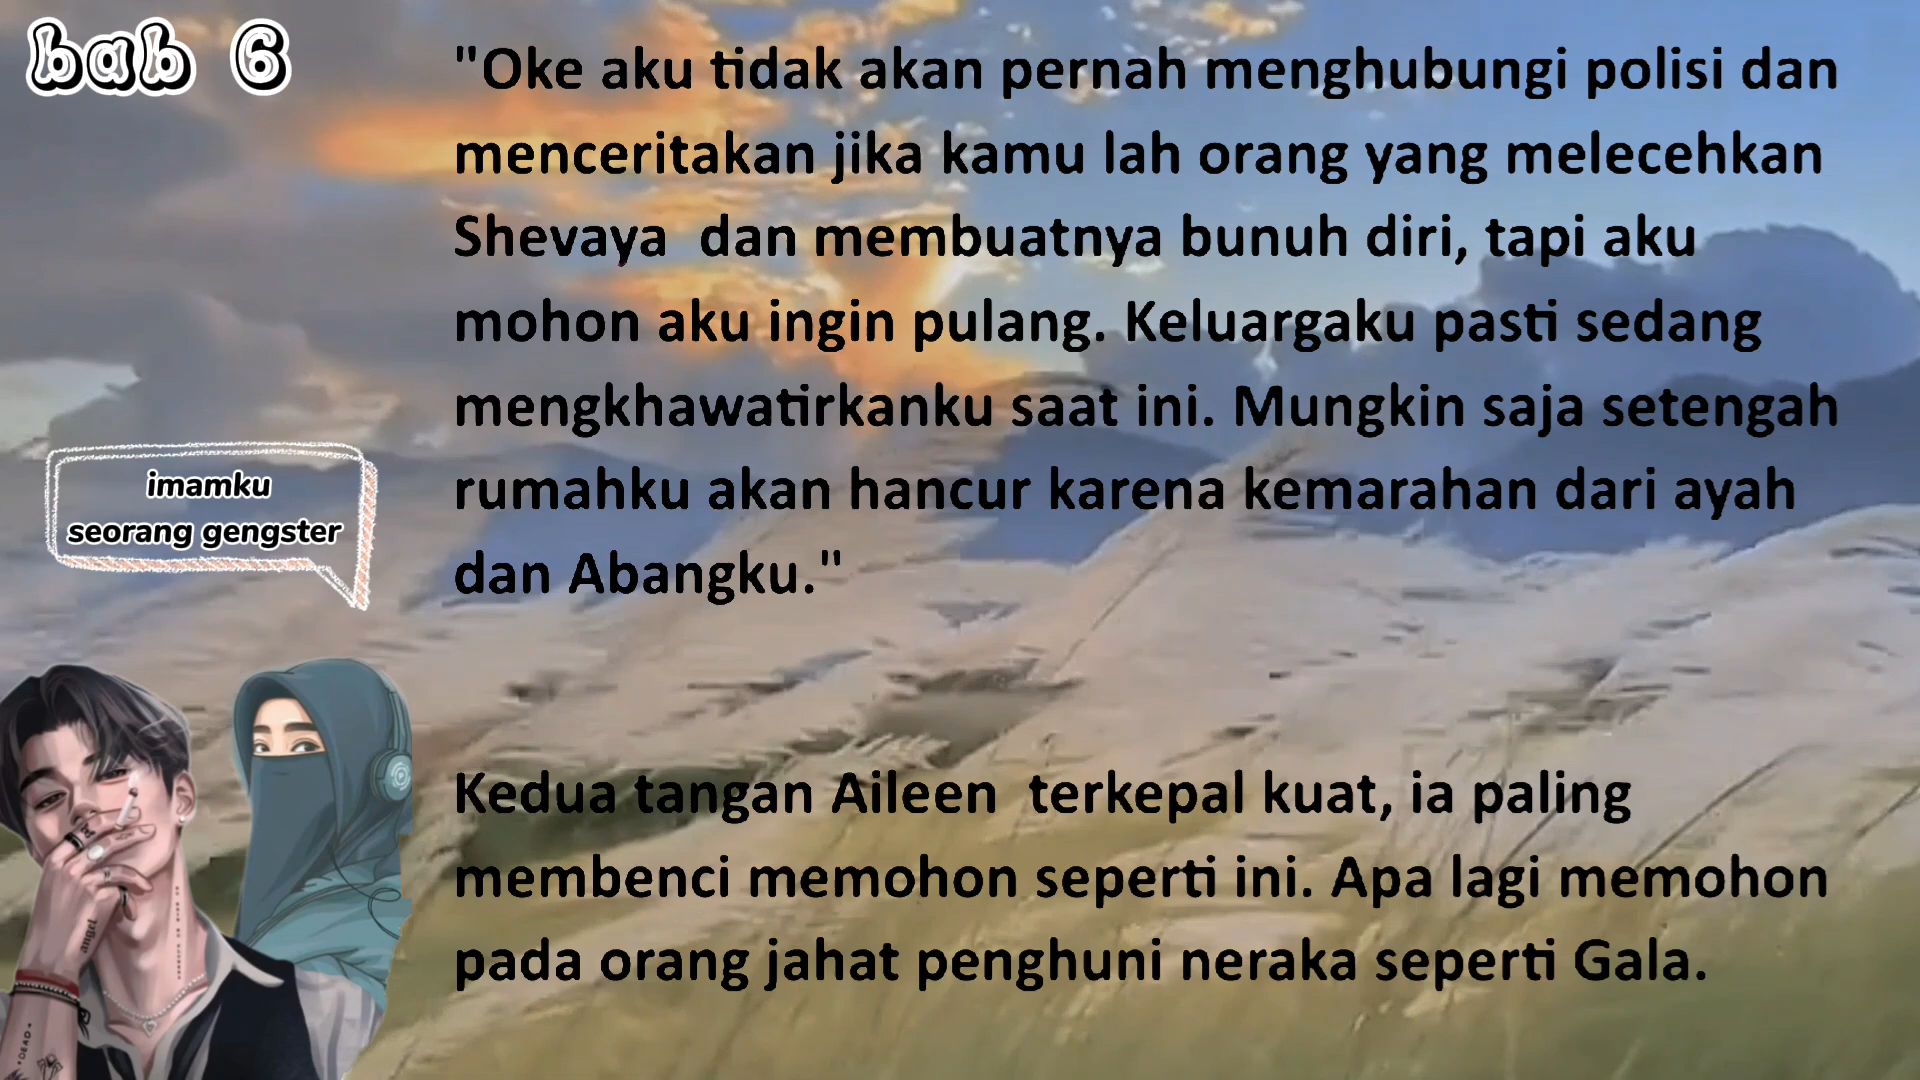 bab 6
"Oke aku tidak akan pernah menghubungi polisi dan
menceritakan jika kamu lah orang yang melecehkan
Shevaya  dan membuatnya bunuh diri, tapi aku
mohon aku ingin pulang. Keluargaku pasti sedang
mengkhawatirkanku saat ini. Mungkin saja setengah
rumahku akan hancur karena kemarahan dari ayah
dan Abangku."
imamku
seorang gengster
Kedua tangan Aileen  terkepal kuat, ia paling
membenci memohon seperti ini. Apa lagi memohon
pada orang jahat penghuni neraka seperti Gala.
angel
DEAD